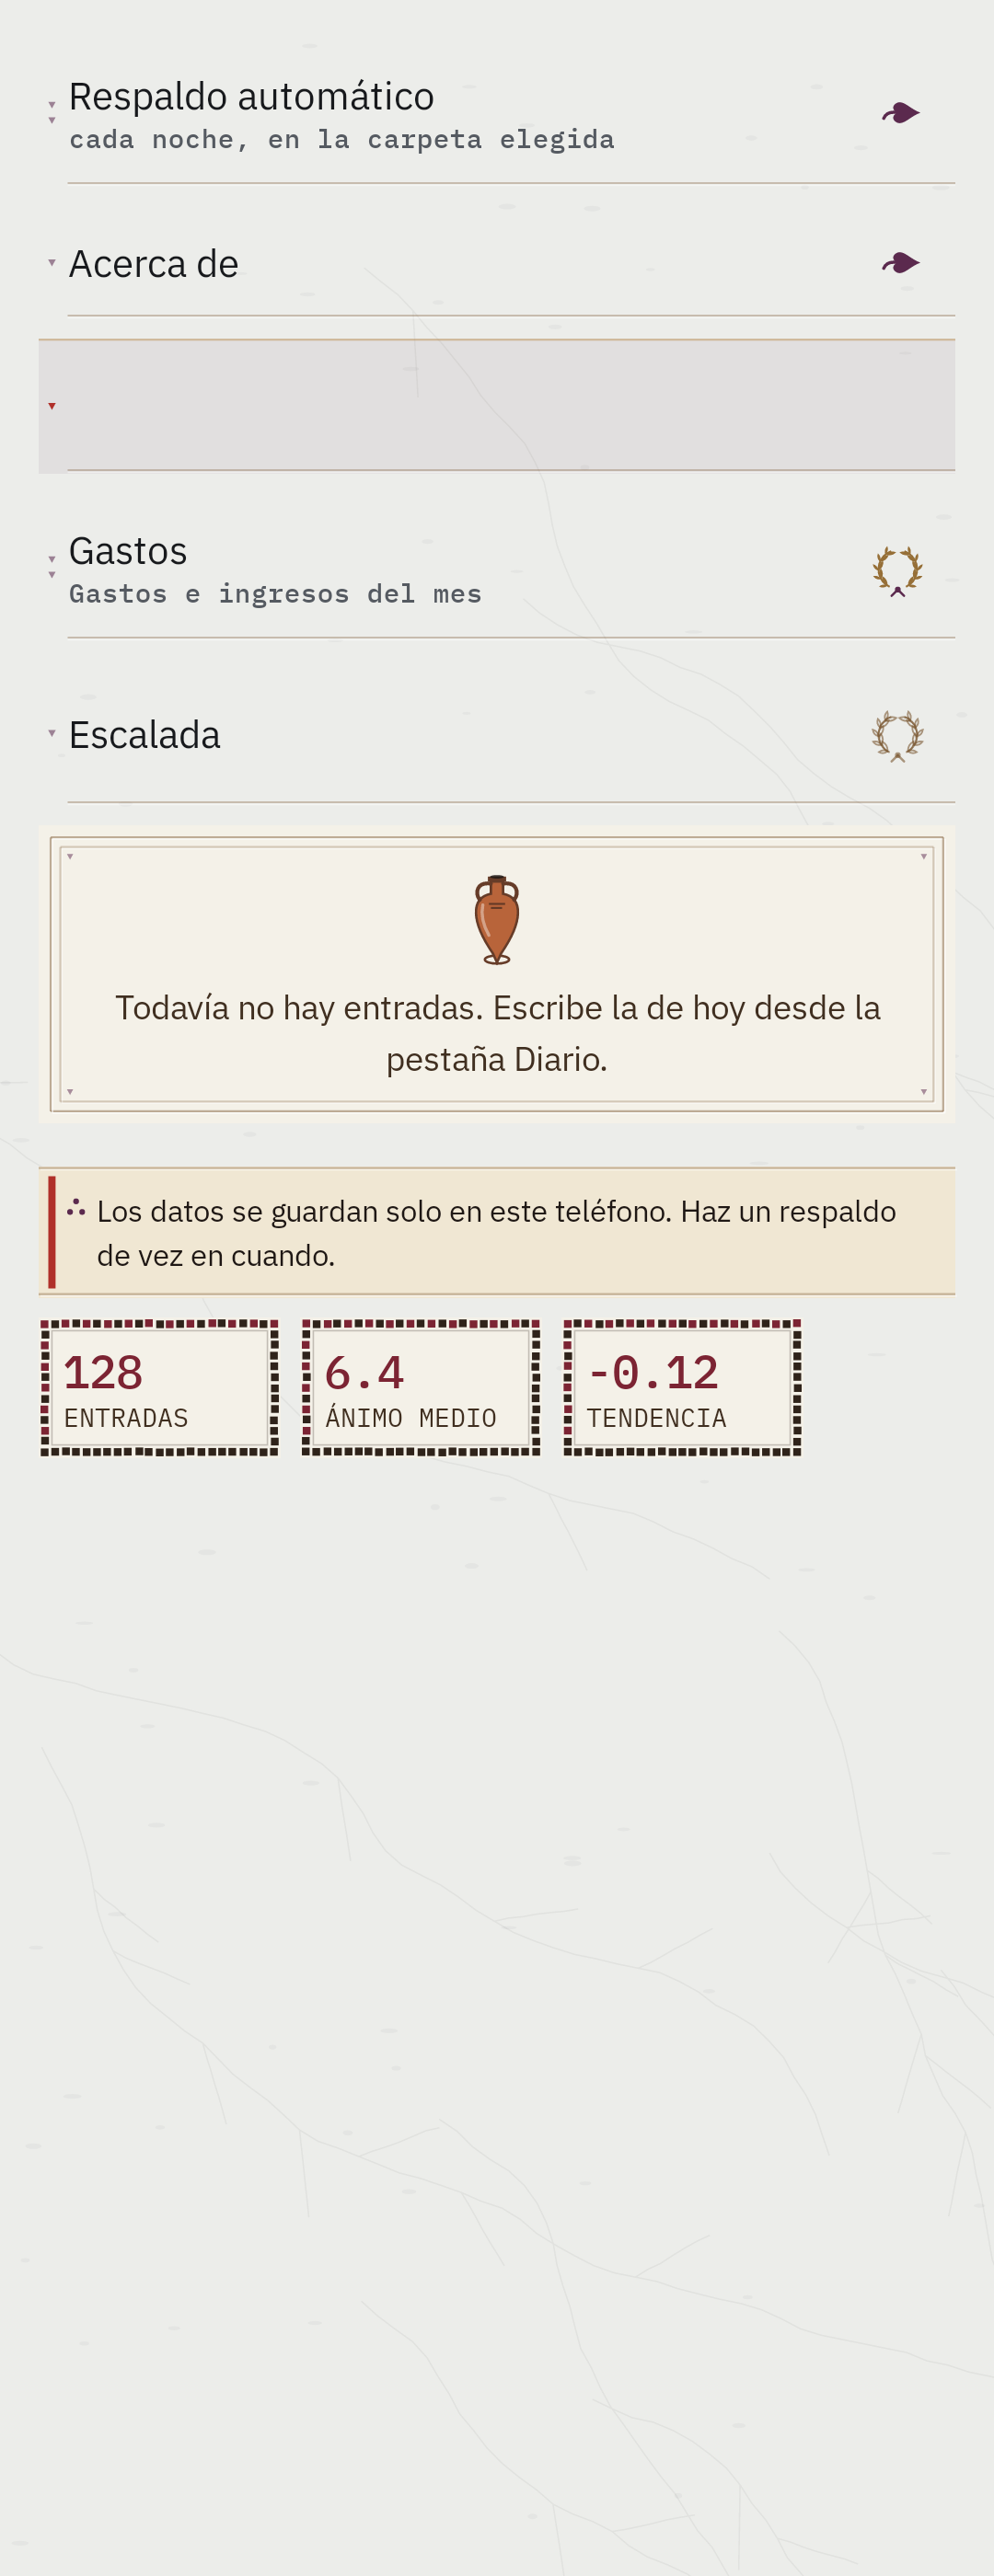 Respaldo automático
cada noche, en la carpeta elegida
Acerca de
Gastos
Gastos e ingresos del mes
Escalada
Todavía no hay entradas. Escribe la de hoy desde la
pestaña Diario.
Los datos se guardan solo en este teléfono. Haz un respaldo
de vez en cuando.
128
ENTRADAS
6.4
ÁNIMO MEDIO
-0.12
TENDENCIA